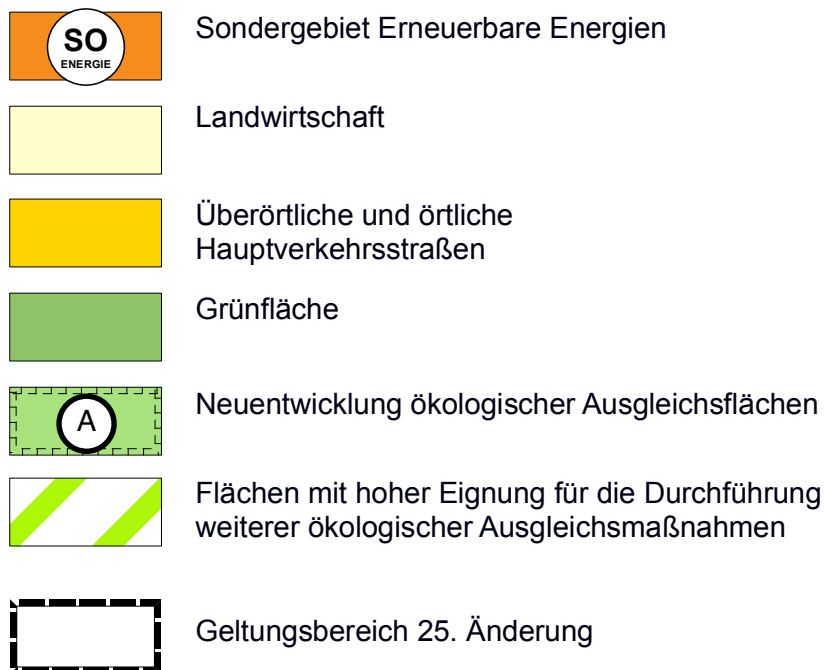 SO
ENERGIE
Sondergebiet Erneuerbare Energien
Landwirtschaft
Überörtliche und örtliche
Hauptverkehrsstraßen
Grünfläche
A
Neuentwicklung ökologischer Ausgleichsflächen
Flächen mit hoher Eignung für die Durchführung
weiterer ökologischer Ausgleichsmaßnahmen
Geltungsbereich 25. Änderung